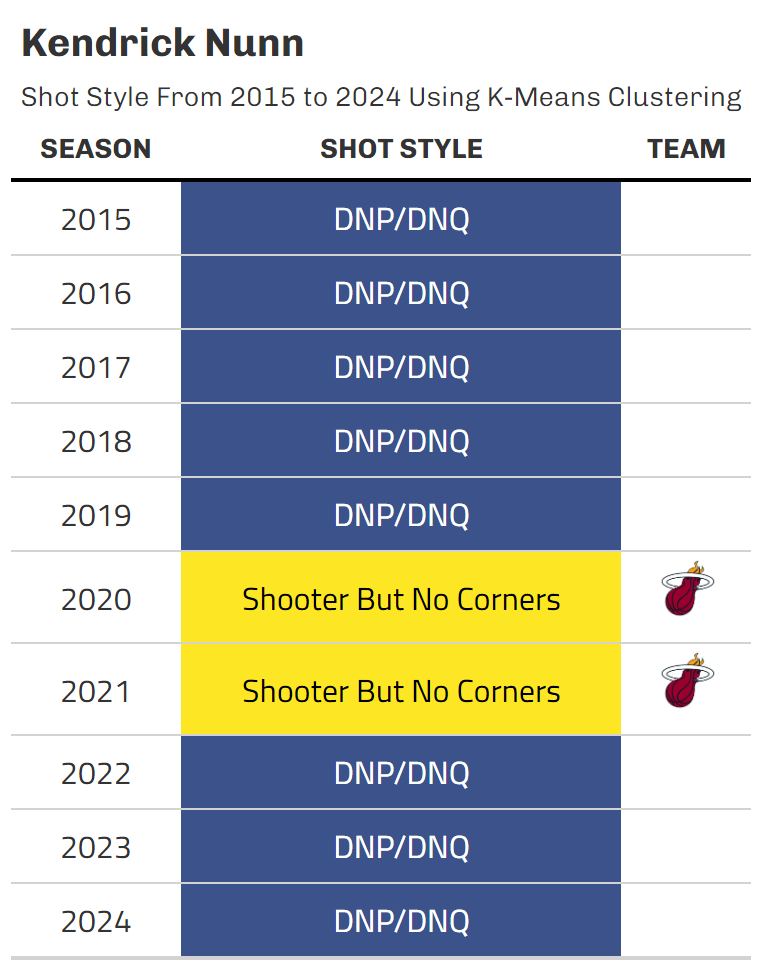 Kendrick Nunn
Shot Style From 2015 to 2024 Using K-Means Clustering
SEASON SHOT STYLE TEAM
2015 DNP/DNQ
2016 DNP/DNQ
2017 DNP/DNQ
2018 DNP/DNQ
2019 DNP/DNQ
2020 Shooter But No Corners
2021 Shooter But No Corners
2022 DNP/DNQ
2023 DNP/DNQ
2024 DNP/DNQ